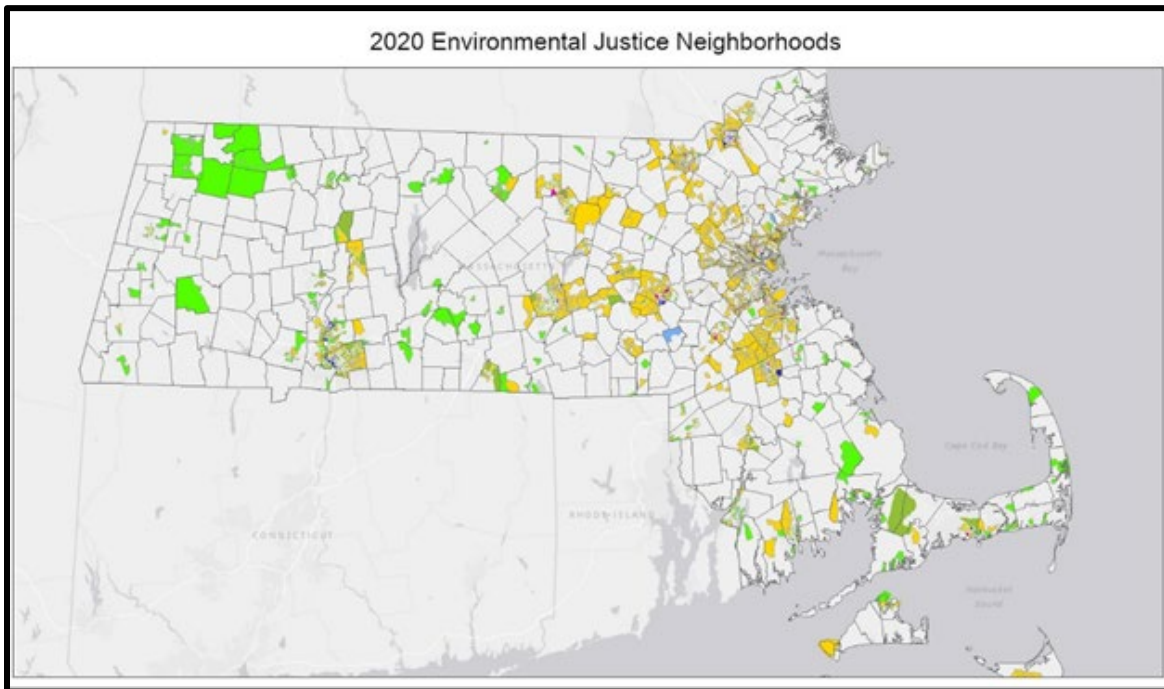 2020 Environmental Justice Neighborhoods
MASSACHUSETTS
Massachusetts
Bay
Cape Cod Bay
RHODE ISLAND
CONNECTICUT
Nantucket
Sound